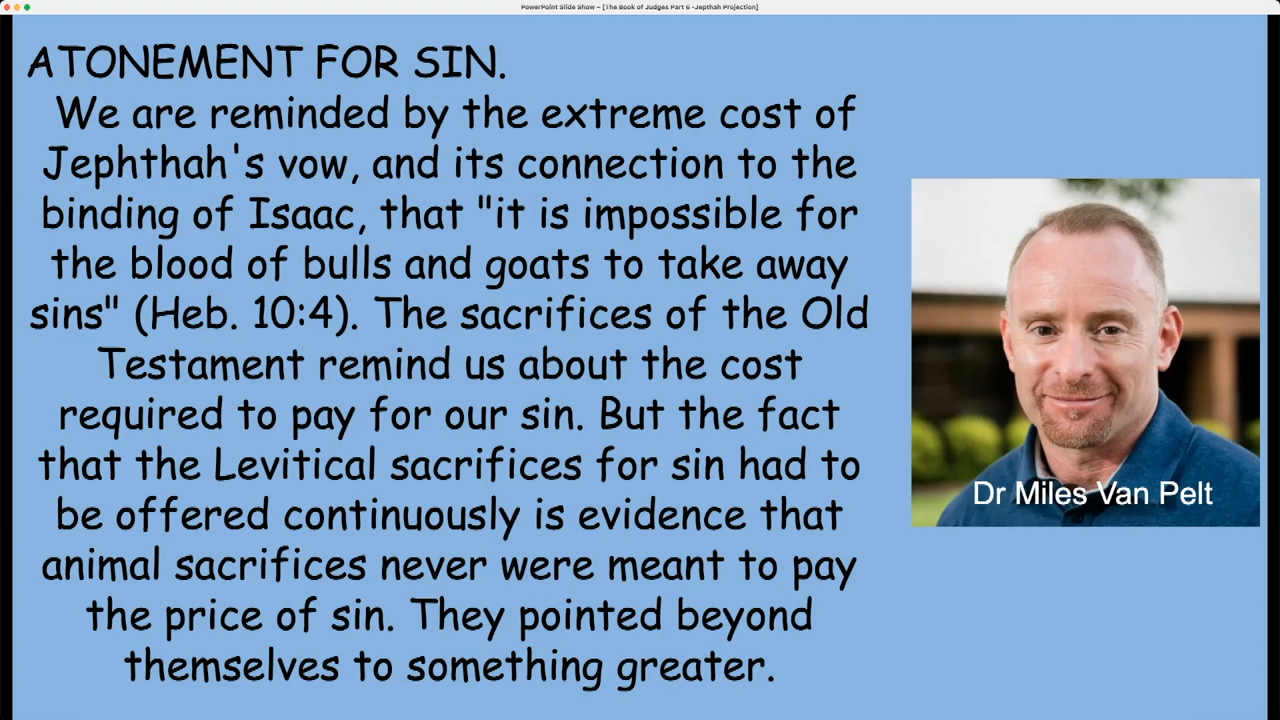 PowerPoint Slide Show - [The Book of Judges Part 6 -Jepthah Projection]
ATONEMENT FOR SIN.
We are reminded by the extreme cost of
Jephthah's vow, and its connection to the
binding of Isaac, that "it is impossible for
the blood of bulls and goats to take away
sins" (Heb. 10:4). The sacrifices of the Old
Testament remind us about the cost
required to pay for our sin. But the fact
that the Levitical sacrifices for sin had to
be offered continuously is evidence that
animal sacrifices never were meant to pay
the price of sin. They pointed beyond
themselves to something greater.
Dr Miles Van Pelt